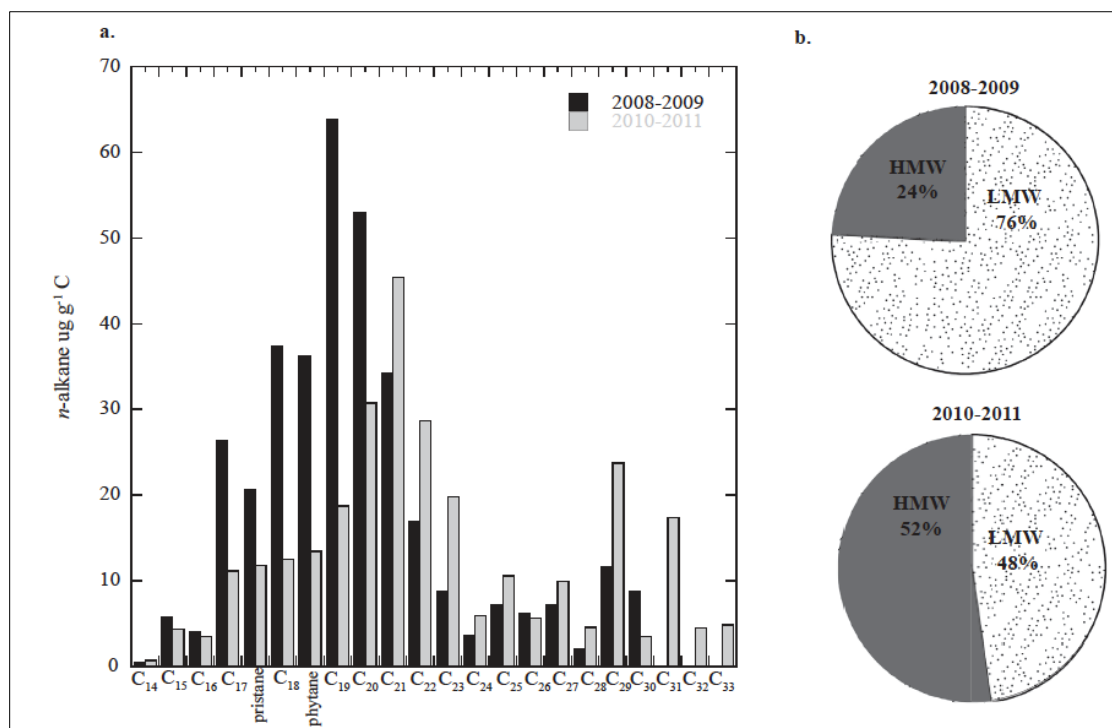 a.
b.
70
60
50
40
30
20
10
0
n-alkane ug g⁻¹ C
2008-2009
2010-2011
C₁₄ C₁₅ C₁₆ C₁₇ pristane C₁₈ phytane C₁₉ C₂₀ C₂₁ C₂₂ C₂₃ C₂₄ C₂₅ C₂₆ C₂₇ C₂₈ C₂₉ C₃₀ C₃₁ C₃₂ C₃₃
2008-2009
HMW
24%
LMW
76%
2010-2011
HMW
52%
LMW
48%